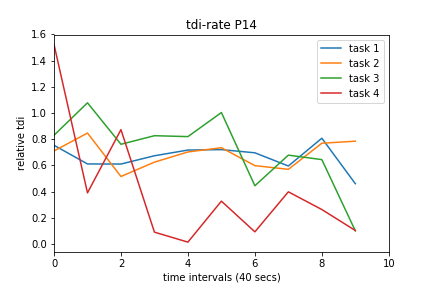 tdi-rate P14
task 1
task 2
task 3
task 4
relative tdi
1.6
1.4
1.2
1.0
0.8
0.6
0.4
0.2
0.0
0 2 4 6 8 10
time intervals (40 secs)